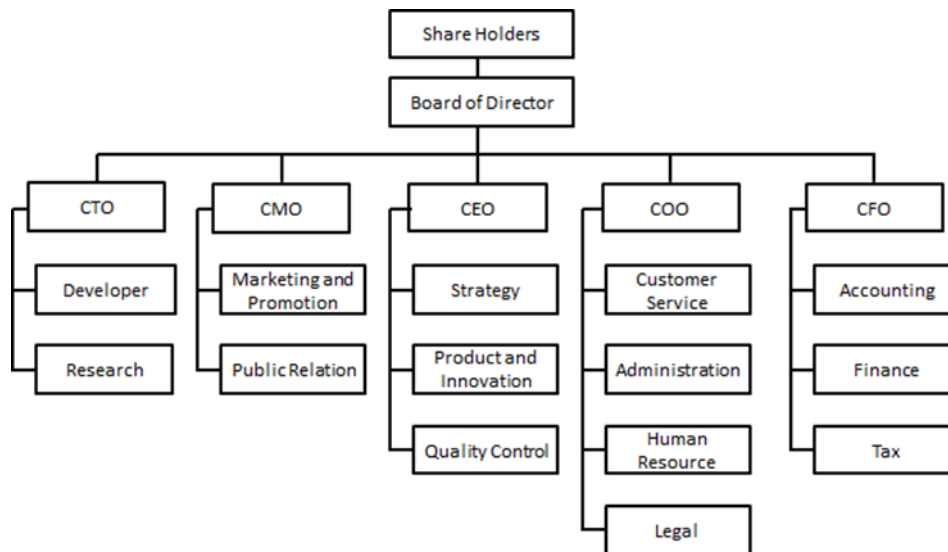 Share Holders
Board of Director
CTO
CMO
CEO
COO
CFO
Developer
Marketing and
Promotion
Strategy
Customer
Service
Accounting
Research
Public Relation
Product and
Innovation
Administration
Finance
Quality Control
Human
Resource
Tax
Legal